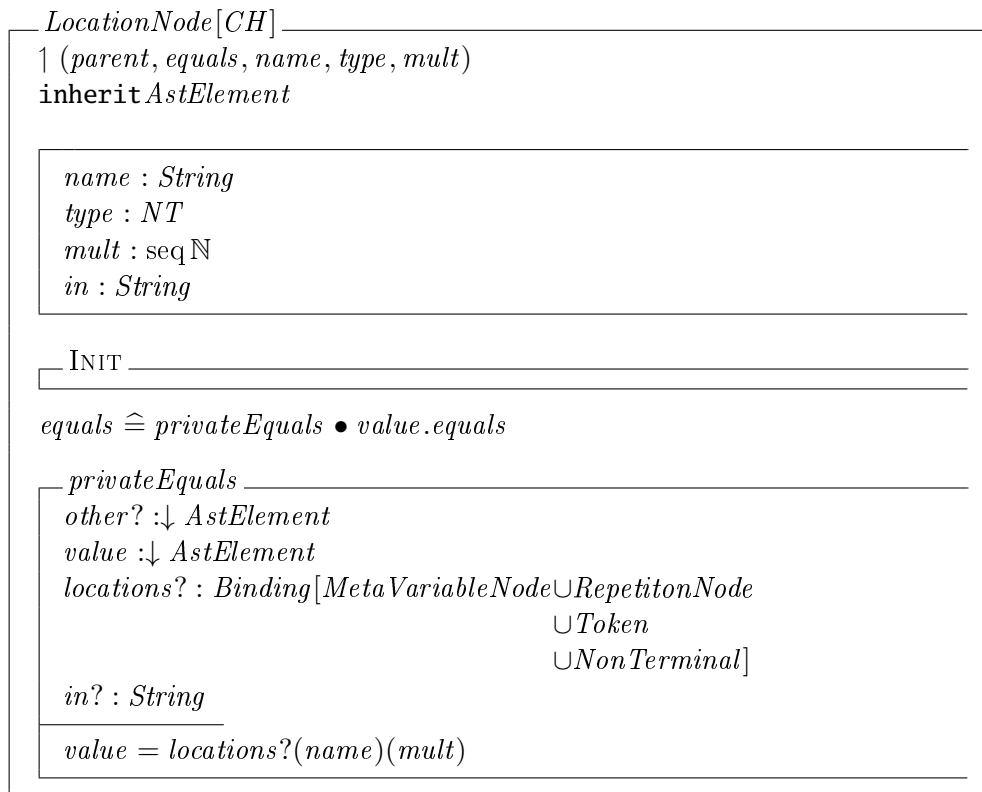 LocationNode[CH]
↾ (parent, equals, name, type, mult)
inherit AstElement
name : String
type : NT
mult : seq ℕ
in : String
INIT
equals ≙ privateEquals • value.equals
privateEquals
other? :↓ AstElement
value :↓ AstElement
locations? : Binding[MetaVariableNode∪RepetitonNode
∪Token
∪NonTerminal]
in? : String
value = locations?(name)(mult)